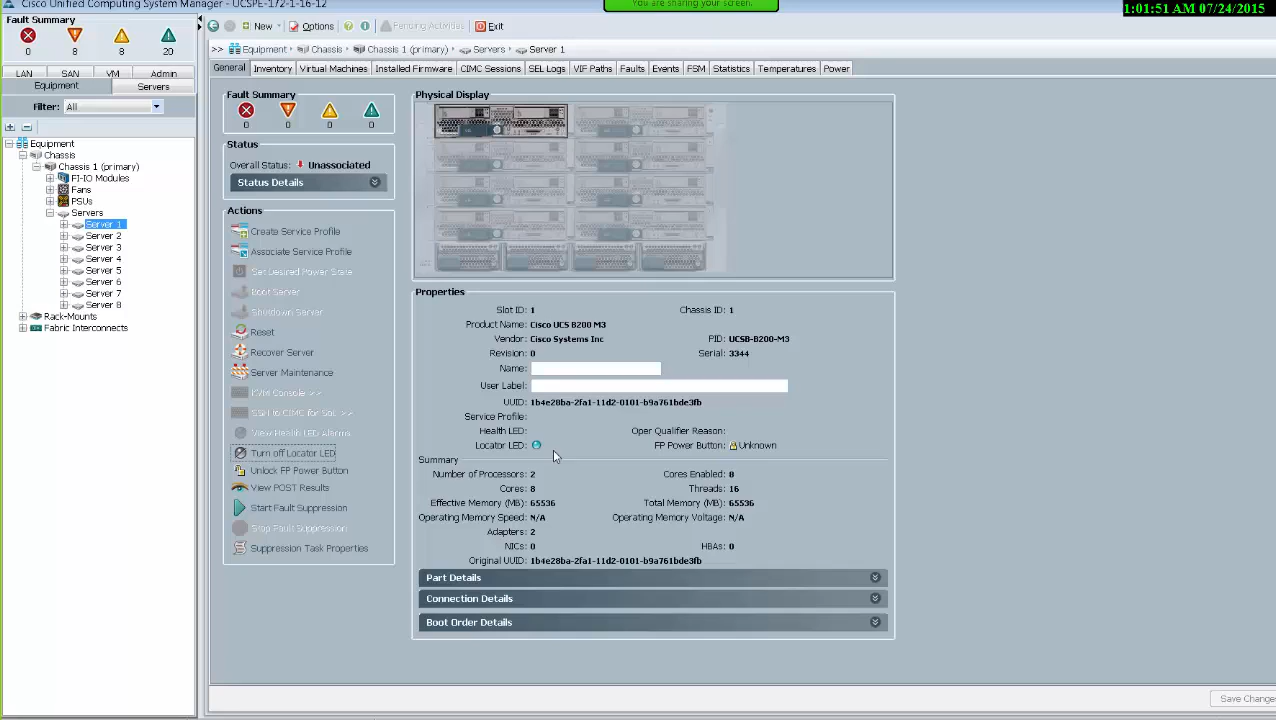 Cisco Unified Computing System Manager - UCSPE-172-1-16-12
You are sharing your screen.
1:01:51 AM 07/24/2015
Fault Summary
0 8 8 20
New Options Pending Activities Exit
>> Equipment Chassis Chassis 1 (primary) Servers Server 1
LAN SAN VM Admin
Equipment Servers
Filter: All
Equipment
Chassis
Chassis 1 (primary)
FI-IO Modules
Fans
PSUs
Servers
Server 1
Server 2
Server 3
Server 4
Server 5
Server 6
Server 7
Server 8
Rack-Mounts
Fabric Interconnects
General Inventory Virtual Machines Installed Firmware CIMC Sessions SEL Logs VIF Paths Faults Events FSM Statistics Temperatures Power
Fault Summary
0 0 0 0
Status
Overall Status: Unassociated
Status Details
Actions
Create Service Profile
Associate Service Profile
Set Desired Power State
Boot Server
Shutdown Server
Reset
Recover Server
Server Maintenance
KVM Console >>
SSH to CIMC for SoL >>
View Health LED Alarms
Turn off Locator LED
Unlock FP Power Button
View POST Results
Start Fault Suppression
Stop Fault Suppression
Suppression Task Properties
Physical Display
Properties
Slot ID: 1 Chassis ID: 1
Product Name: Cisco UCS B200 M3
Vendor: Cisco Systems Inc PID: UCSB-B200-M3
Revision: 0 Serial: 3344
Name:
User Label:
UUID: 1b4e28ba-2fa1-11d2-0101-b9a761bde3fb
Service Profile:
Health LED: Oper Qualifier Reason:
Locator LED: FP Power Button: Unknown
Summary
Number of Processors: 2 Cores Enabled: 8
Cores: 8 Threads: 16
Effective Memory (MB): 65536 Total Memory (MB): 65536
Operating Memory Speed: N/A Operating Memory Voltage: N/A
Adapters: 2
NICs: 0 HBAs: 0
Original UUID: 1b4e28ba-2fa1-11d2-0101-b9a761bde3fb
Part Details
Connection Details
Boot Order Details
Save Change